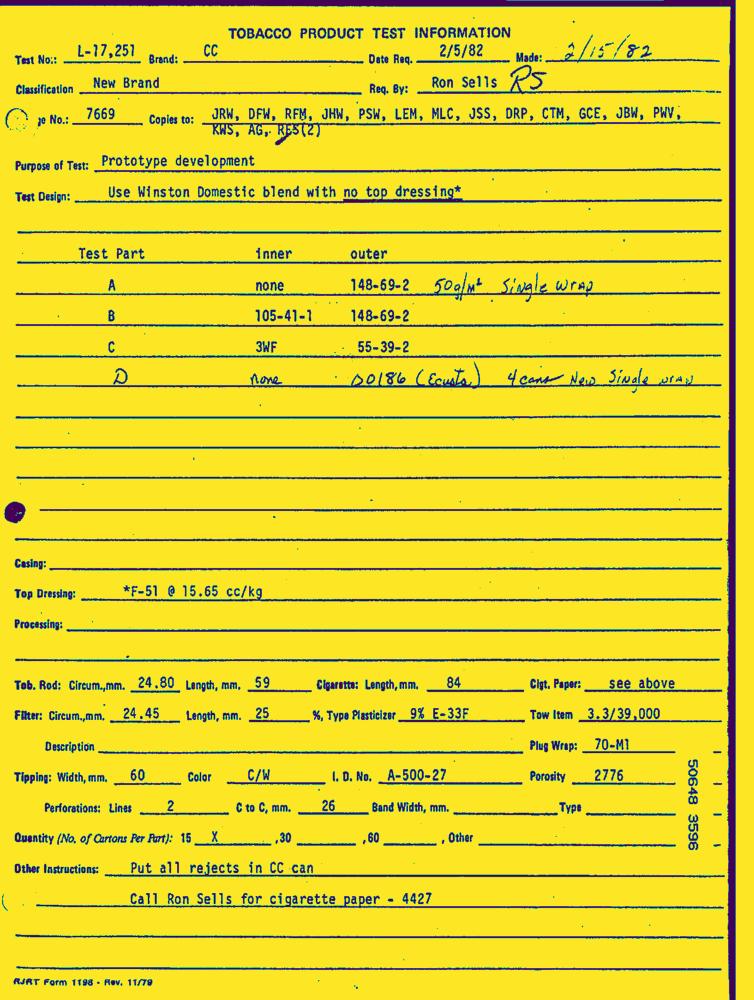 TOBACCO PRODUCT TEST INFORMATION
Test No.: L-17,251 Brand: CC Date Req. 2/5/82 Made: 2/15/82
Classification New Brand Req. By: Ron Sells RS
ge No.: 7669 Copies to: JRW, DFW, RFM, JHW, PSW, LEM, MLC, JSS, DRP, CTM, GCE, JBW, PWV,
KWS, AG, RES(2)
Purpose of Test: Prototype development
Test Design: Use Winston Domestic blend with no top dressing*
Test Part inner outer
A none 148-69-2 50g/M² Single Wrap
B 105-41-1 148-69-2
C 3WF 55-39-2
D none D0186 (Ecusta) 4 cans New Single wrap
Casing:
Top Dressing: *F-51 @ 15.65 cc/kg
Processing:
Tob. Rod: Circum.,mm. 24.80 Length, mm. 59 Cigarette: Length, mm. 84 Cigt. Paper: see above
Filter: Circum.,mm. 24.45 Length, mm. 25 %, Type Plasticizer 9% E-33F Tow Item 3.3/39,000
Description Plug Wrap: 70-M1
Tipping: Width, mm. 60 Color C/W I. D. No. A-500-27 Porosity 2776
Perforations: Lines 2 C to C, mm. 26 Band Width, mm. Type
Quantity (No. of Cartons Per Part): 15 X ,30 ,60 , Other
Other Instructions: Put all rejects in CC can
Call Ron Sells for cigarette paper - 4427
50648 3596
RJRT Form 1198 - Rev. 11/79